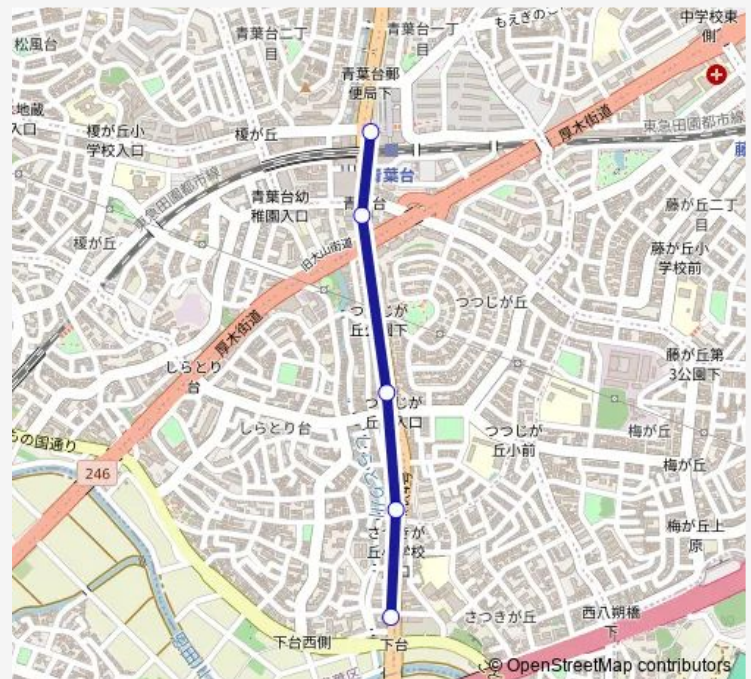 中学校東
側
もえぎの
青葉台一丁
目
青葉台二丁
目
松風台
青葉台郵
便局下
厚木街道
東急田園都市線
地蔵
入口
榎が丘小
学校入口
榎が丘
藤
青葉台
東急田園都市線
青葉台幼
稚園入口
藤が丘二丁
目
榎が丘
旧大山街道
藤が丘小
学校前
つつじが丘
厚木街道
藤が丘第
3公園下
しらとり
台
しらとり台
つつじが
丘小前
梅が丘
梅が丘
246
梅が丘上
原
さつきが丘
西八朔橋
下
下台西側
下台
© OpenStreetMap contributors